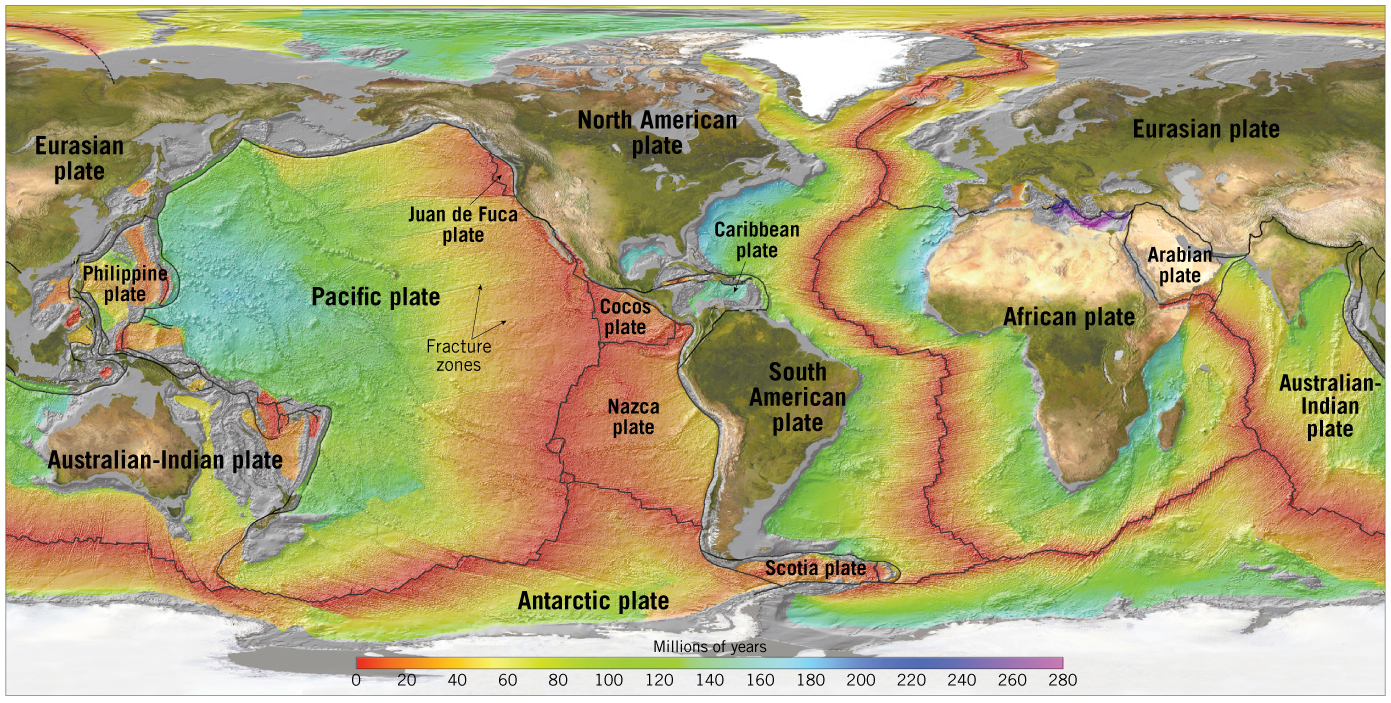 North American
plate
Eurasian plate
Eurasian
plate
Juan de Fuca
plate
Caribbean
plate
Arabian
plate
Philippine
plate
Pacific plate
Cocos
plate
African plate
Fracture
zones
South
American
plate
Nazca
plate
Australian-
Indian
plate
Australian-Indian plate
Scotia plate
Antarctic plate
Millions of years
0 20 40 60 80 100 120 140 160 180 200 220 240 260 280